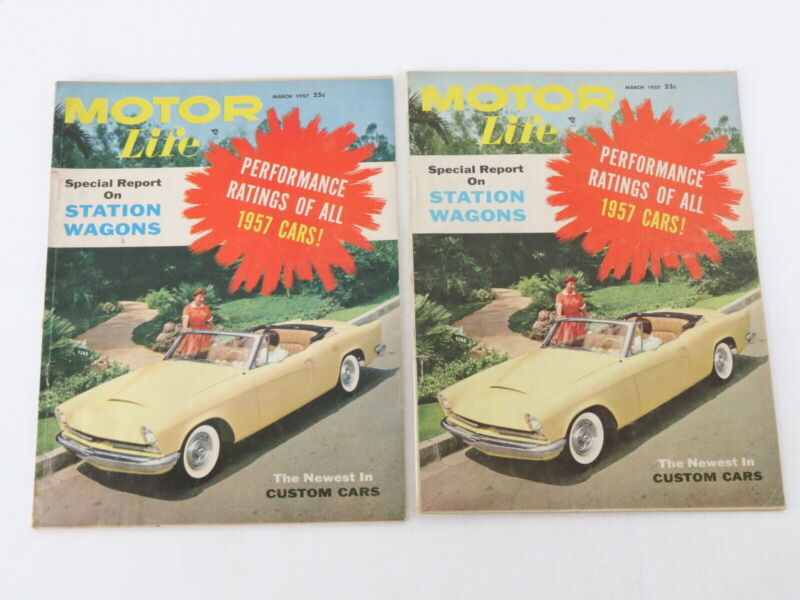 MARCH 1957 25c
MOTOR
Life
Special Report
On
STATION
WAGONS
PERFORMANCE
RATINGS OF ALL
1957 CARS!
1386
The Newest In
CUSTOM CARS
MARCH 1957 25c
MOTOR
Life
Special Report
On
STATION
WAGONS
PERFORMANCE
RATINGS OF ALL
1957 CARS!
The Newest In
CUSTOM CARS